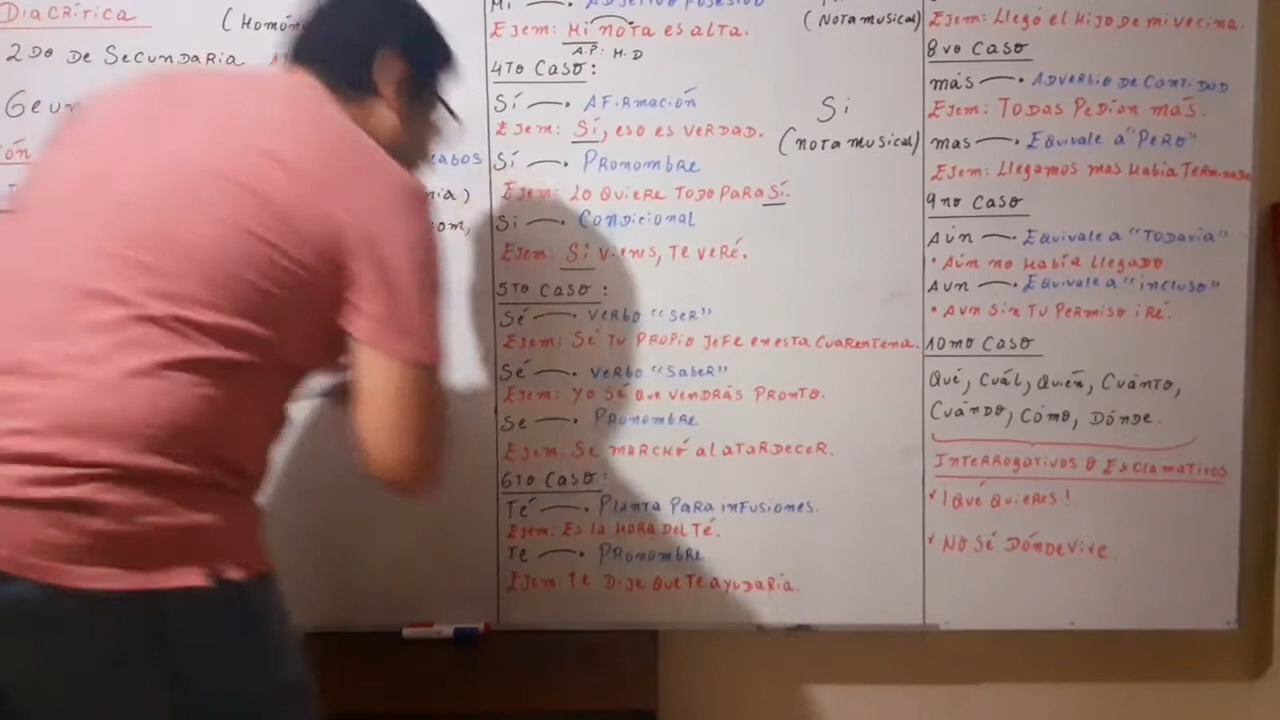 Diacrítica
(Homón
2do De Secundaria
Geun
ón
cabos
nia)
om,
Mi → Adjetivo posesivo
Ejem: Mi nota es alta.
A.P: M.D
4to Caso:
Sí → Afirmación
Ejem: Sí, eso es verdad.
Sí → Pronombre
Ejem: Lo quiere todo para sí.
Si → Condicional
Ejem: Si vienes, te veré.
5to Caso:
Sé → Verbo "ser"
Ejem: Sé tu propio jefe en esta cuarentena.
Sé → Verbo "saber"
Ejem: Yo sé que vendrás pronto.
Se → Pronombre
Ejem: Se marchó al atardecer.
6to Caso:
Té → Planta para infusiones.
Ejem: Es la hora del té.
Te → Pronombre
Ejem: Te dije que te ayudaría.
(nota musical)
Si
(nota musical)
Ejem: Llegó el hijo de mi vecina.
8vo Caso
más → Adverbio de cantidad
Ejem: Todas pedían más.
mas → Equivale a "pero"
Ejem: Llegamos mas había terminado
9no Caso
Aún → Equivale a "todavía"
• Aún no había llegado.
Aun → Equivale a "incluso"
• Aun sin tu permiso iré.
10mo Caso
Qué, Cuál, Quién, Cuánto,
Cuándo, Cómo, Dónde.
Interrogativos o Exclamativos
✓ ¡Qué quieres!
✓ No sé dónde vive.